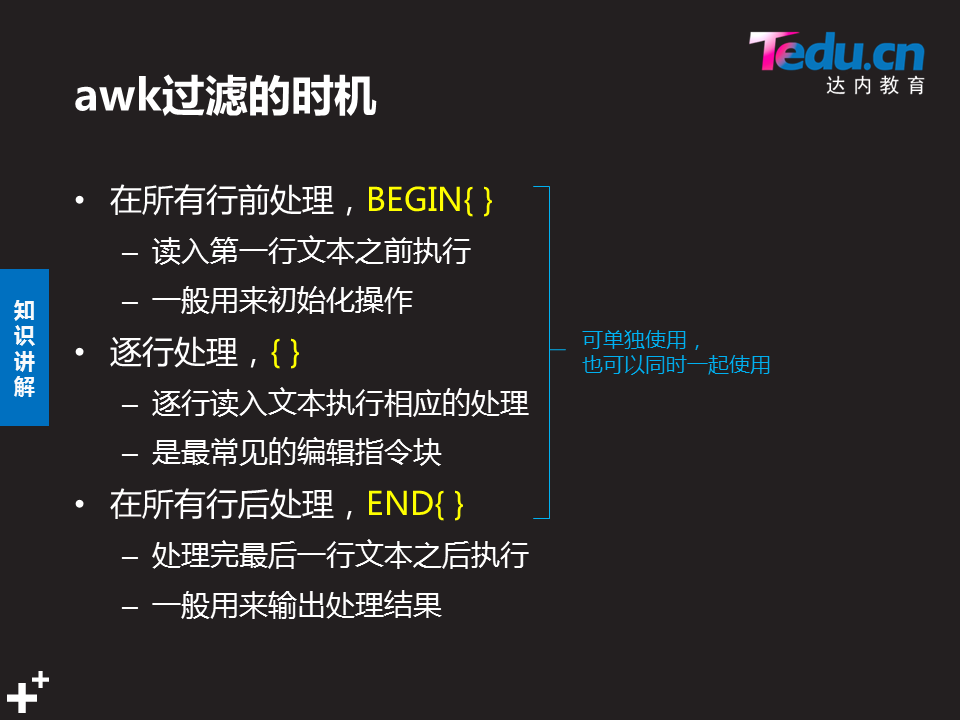 Tedu.cn
达内教育
awk过滤的时机
• 在所有行前处理，BEGIN{ }
– 读入第一行文本之前执行
– 一般用来初始化操作
• 逐行处理，{ }
– 逐行读入文本执行相应的处理
– 是最常见的编辑指令块
• 在所有行后处理，END{ }
– 处理完最后一行文本之后执行
– 一般用来输出处理结果
可单独使用，
也可以同时一起使用
知
识
讲
解